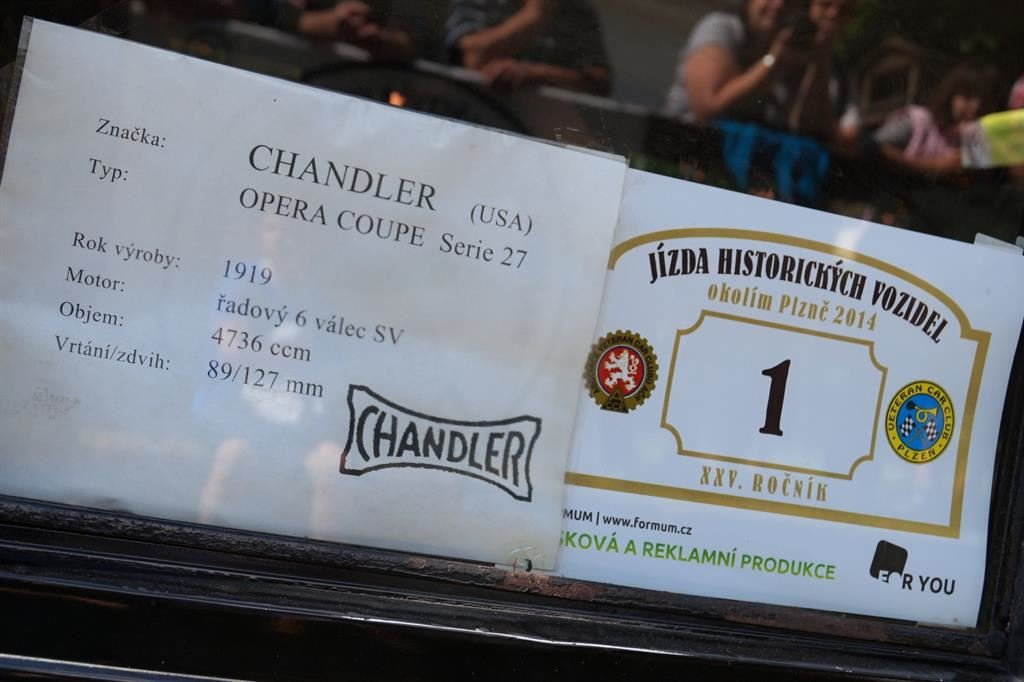 Značka: CHANDLER (USA)
Typ: OPERA COUPE Serie 27
Rok výroby: 1919
Motor: řadový 6 válec SV
Objem: 4736 ccm
Vrtání/zdvih: 89/127 mm
CHANDLER
JÍZDA HISTORICKÝCH VOZIDEL
okolím Plzně 2014
1
VETERAN CAR CLUB
PLZEŇ
XXV. ROČNÍK
MUM | www.formum.cz
SKOVÁ A REKLAMNÍ PRODUKCE
FOR YOU